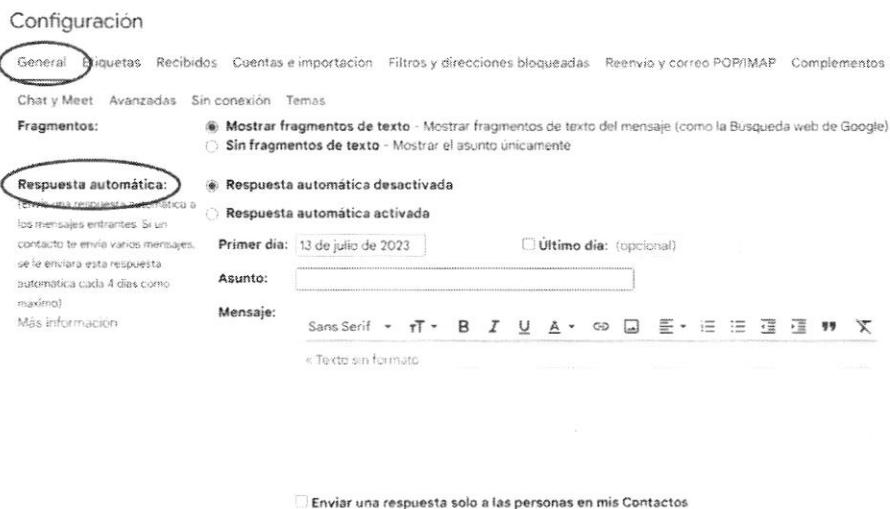 Configuración
General Etiquetas Recibidos Cuentas e importación Filtros y direcciones bloqueadas Reenvío y correo POP/IMAP Complementos
Chat y Meet Avanzadas Sin conexión Temas
Fragmentos:
Mostrar fragmentos de texto - Mostrar fragmentos de texto del mensaje (como la Búsqueda web de Google)
Sin fragmentos de texto - Mostrar el asunto únicamente
Respuesta automática:
(Envía una respuesta automática a
los mensajes entrantes. Si un
contacto te envía varios mensajes,
se le enviará esta respuesta
automática cada 4 días como
máximo)
Más información
Respuesta automática desactivada
Respuesta automática activada
Primer día: 13 de julio de 2023 Último día: (opcional)
Asunto:
Mensaje:
Sans Serif
« Texto sin formato
Enviar una respuesta solo a las personas en mis Contactos